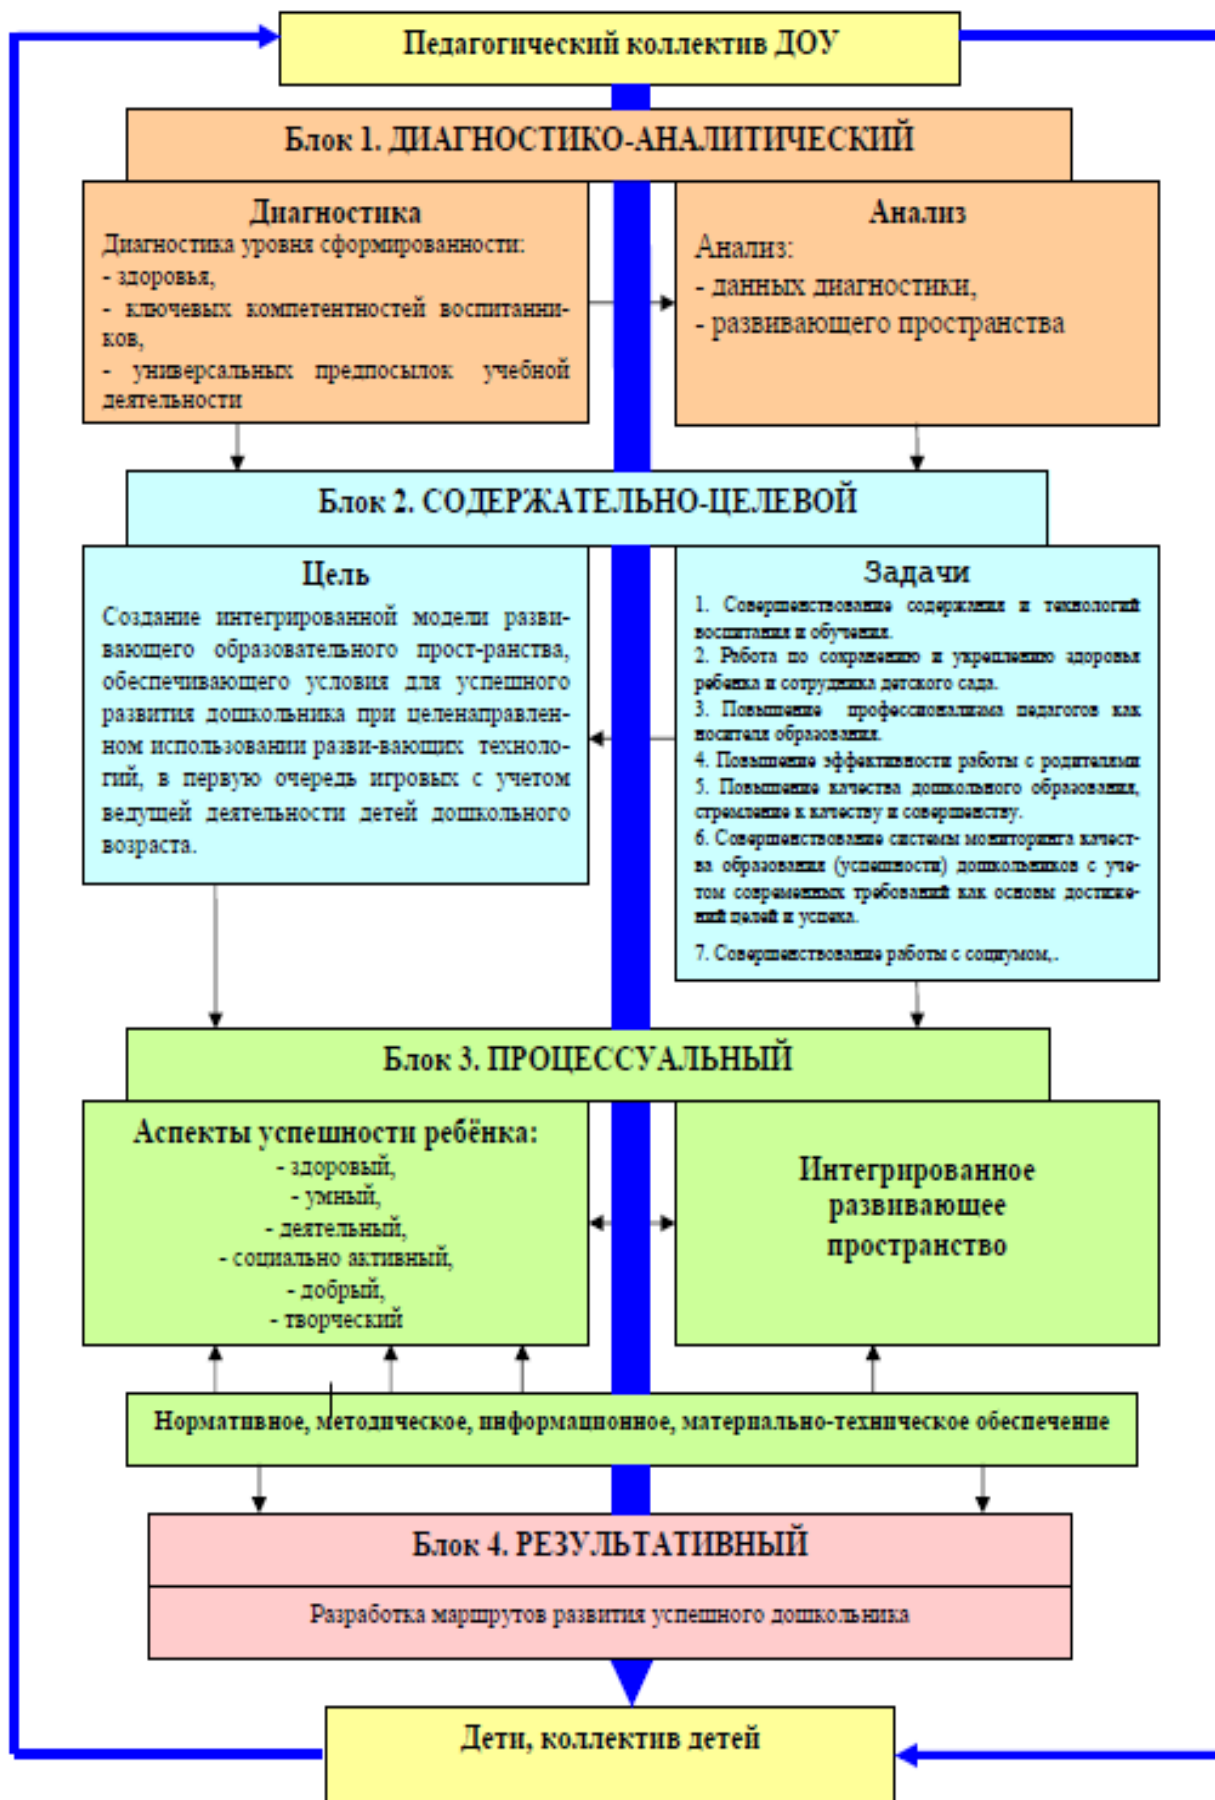 Педагогический коллектив ДОУ
Блок 1. ДИАГНОСТИКО-АНАЛИТИЧЕСКИЙ
Диагностика
Диагностика уровня сформированности:
- здоровья,
- ключевых компетентностей воспитанни-
ков,
- универсальных предпосылок учебной
деятельности
Анализ
Анализ:
- данных диагностики,
- развивающего пространства
Блок 2. СОДЕРЖАТЕЛЬНО-ЦЕЛЕВОЙ
Цель
Создание интегрированной модели разви-
вающего образовательного прост-ранства,
обеспечивающего условия для успешного
развития дошкольника при целенаправлен-
ном использовании разви-вающих техноло-
гий, в первую очередь игровых с учетом
ведущей деятельности детей дошкольного
возраста.
Задачи
1. Совершенствование содержания и технологий
воспитания и обучения.
2. Работа по сохранению и укреплению здоровья
ребенка и сотрудника детского сада.
3. Повышение профессионализма педагогов как
носителя образования.
4. Повышение эффективности работы с родителями
5. Повышение качества дошкольного образования,
стремление к качеству и совершенству.
6. Совершенствование системы мониторинга качест-
ва образования (успешности) дошкольников с уче-
том современных требований как основы достиже-
ний целей и успеха.
7. Совершенствование работы с социумом,.
Блок 3. ПРОЦЕССУАЛЬНЫЙ
Аспекты успешности ребёнка:
- здоровый,
- умный,
- деятельный,
- социально активный,
- добрый,
- творческий
Интегрированное
развивающее
пространство
Нормативное, методическое, информационное, материально-техническое обеспечение
Блок 4. РЕЗУЛЬТАТИВНЫЙ
Разработка маршрутов развития успешного дошкольника
Дети, коллектив детей